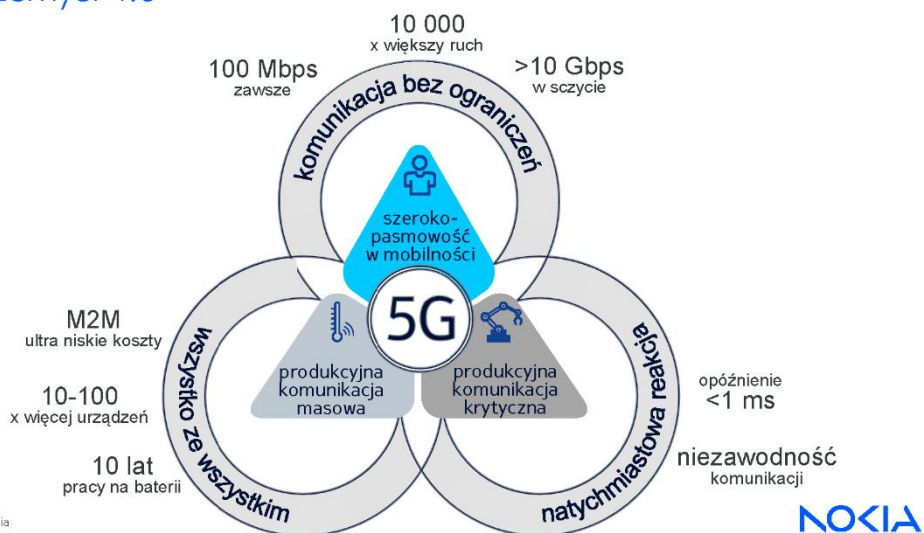 10 000
x większy ruch
100 Mbps
zawsze
>10 Gbps
w sczycie
komunikacja bez ograniczeń
szeroko-
pasmowość
w mobilności
5G
produkcyjna
komunikacja
masowa
produkcyjna
komunikacja
krytyczna
M2M
ultra niskie koszty
10-100
x więcej urządzeń
10 lat
pracy na baterii
wszystko ze wszystkim
natychmiastowa reakcja
opóźnienie
<1 ms
niezawodność
komunikacji
NOKIA